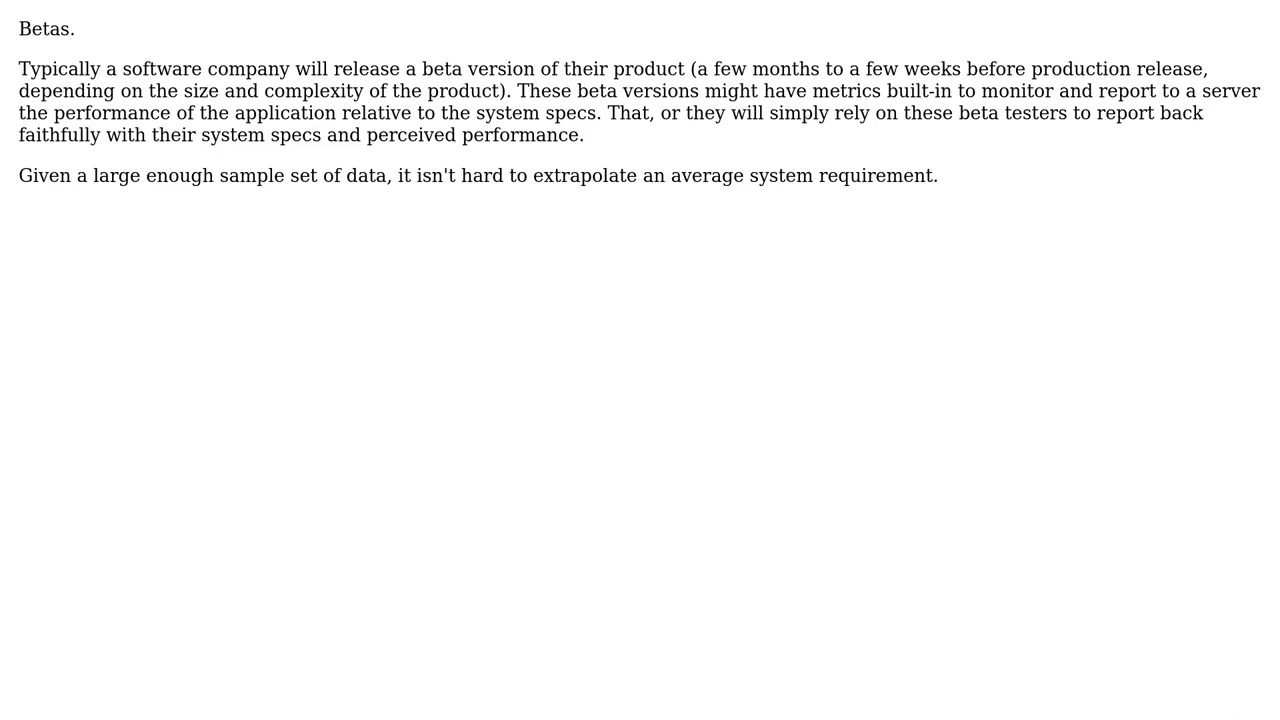 Betas.
Typically a software company will release a beta version of their product (a few months to a few weeks before production release,
depending on the size and complexity of the product). These beta versions might have metrics built-in to monitor and report to a server
the performance of the application relative to the system specs. That, or they will simply rely on these beta testers to report back
faithfully with their system specs and perceived performance.
Given a large enough sample set of data, it isn't hard to extrapolate an average system requirement.